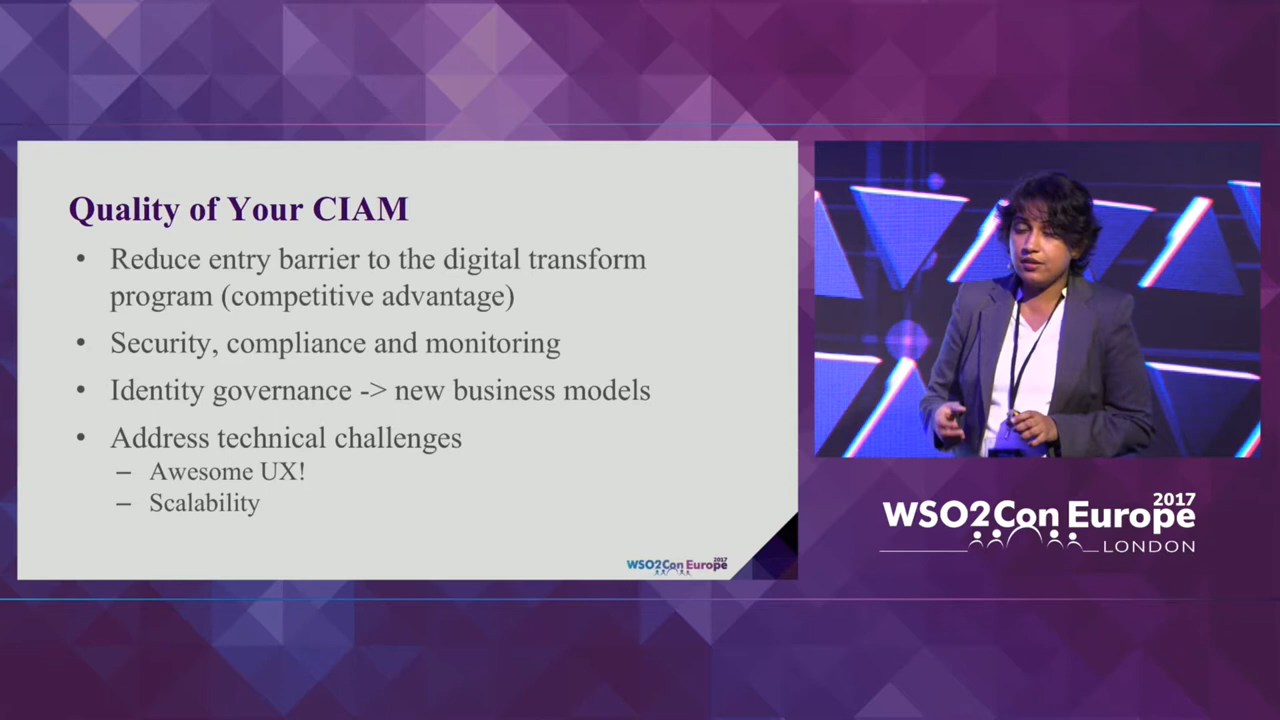 Quality of Your CIAM
• Reduce entry barrier to the digital transform
program (competitive advantage)
• Security, compliance and monitoring
• Identity governance -> new business models
• Address technical challenges
– Awesome UX!
– Scalability
WSO2Con Europe 2017
WSO2Con Europe 2017
LONDON